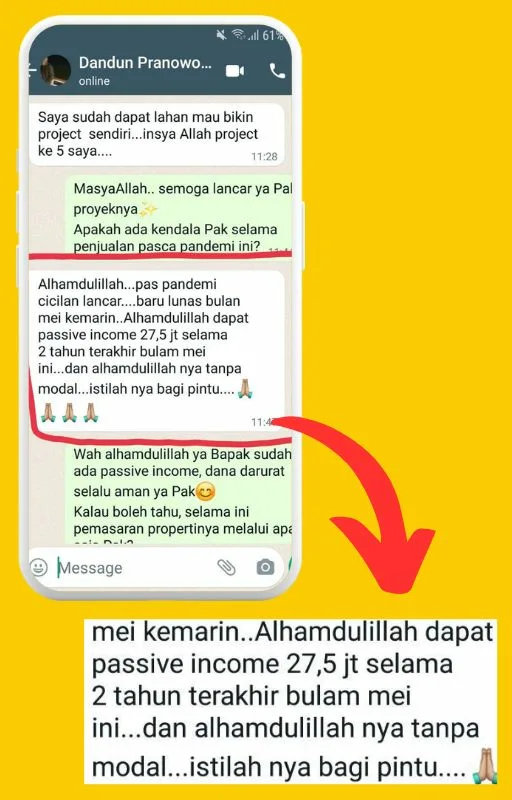 61%
Dandun Pranowo...
online
Saya sudah dapat lahan mau bikin
project sendiri...insya Allah project
ke 5 saya....
11:28
MasyaAllah.. semoga lancar ya Pa
proyeknya✨
Apakah ada kendala Pak selama
penjualan pasca pandemi ini?
Alhamdulillah...pas pandemi
cicilan lancar....baru lunas bulan
mei kemarin..Alhamdulillah dapat
passive income 27,5 jt selama
2 tahun terakhir bulam mei
ini...dan alhamdulillah nya tanpa
modal...istilah nya bagi pintu....🙏🏼
🙏🏼🙏🏼🙏🏼
Wah alhamdulillah ya Bapak sudah
ada passive income, dana darurat
selalu aman ya Pak😊
Kalau boleh tahu, selama ini
pemasaran propertinya melalui apa
Message
mei kemarin..Alhamdulillah dapat
passive income 27,5 jt selama
2 tahun terakhir bulam mei
ini...dan alhamdulillah nya tanpa
modal...istilah nya bagi pintu....🙏🏼